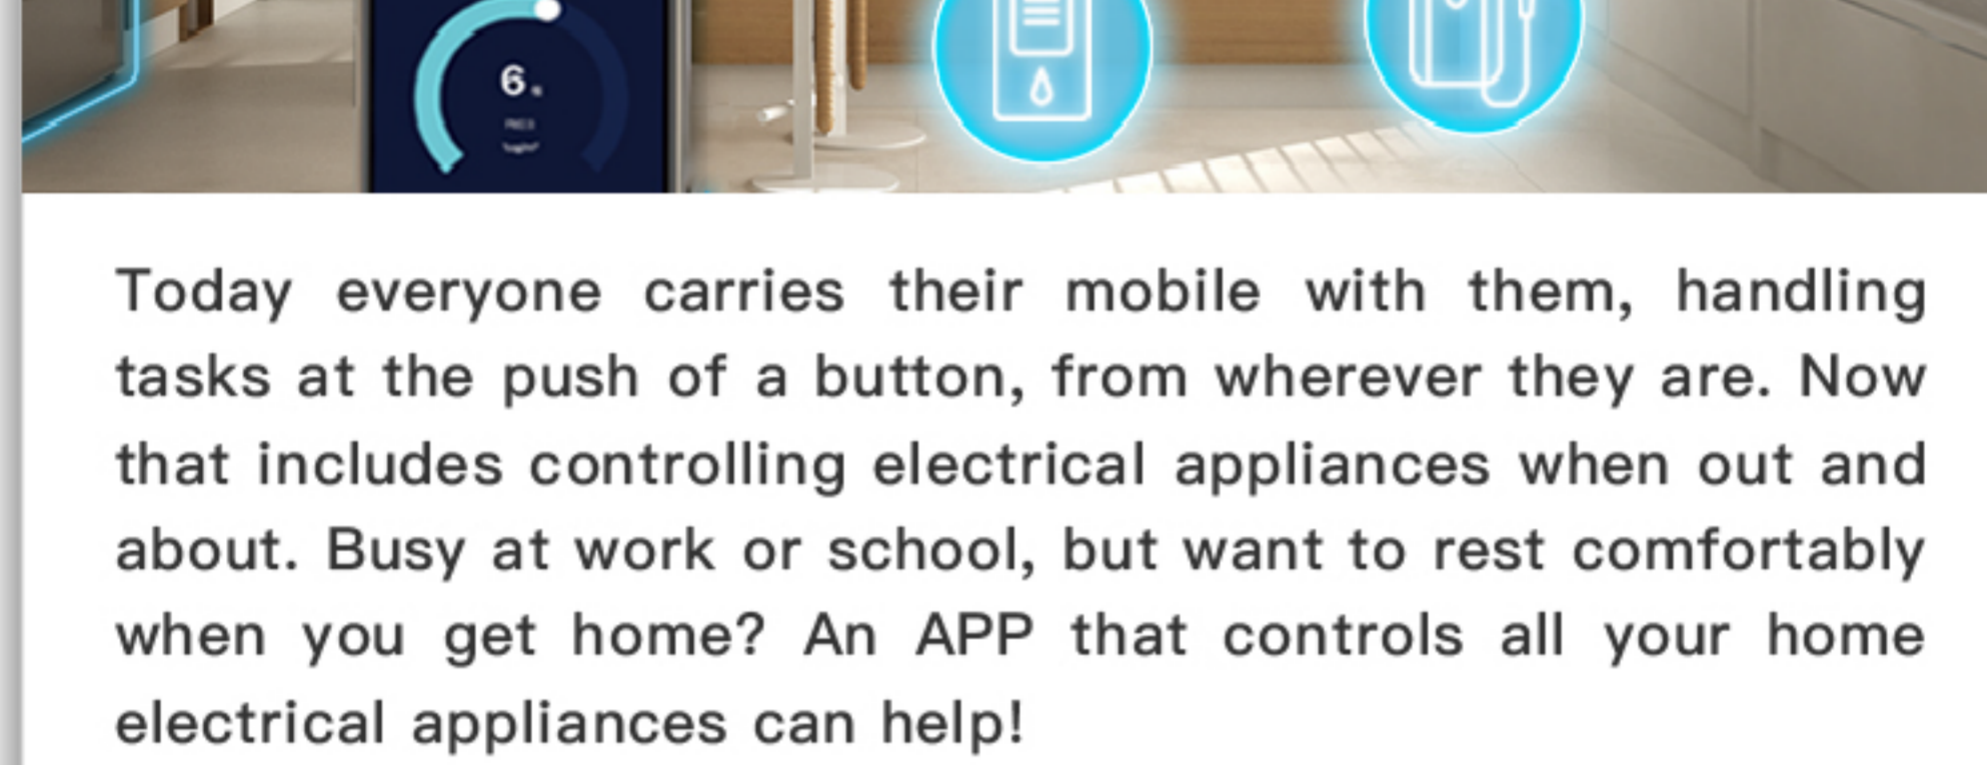 6
Today everyone carries their mobile with them, handling
tasks at the push of a button, from wherever they are. Now
that includes controlling electrical appliances when out and
about. Busy at work or school, but want to rest comfortably
when you get home? An APP that controls all your home
electrical appliances can help!